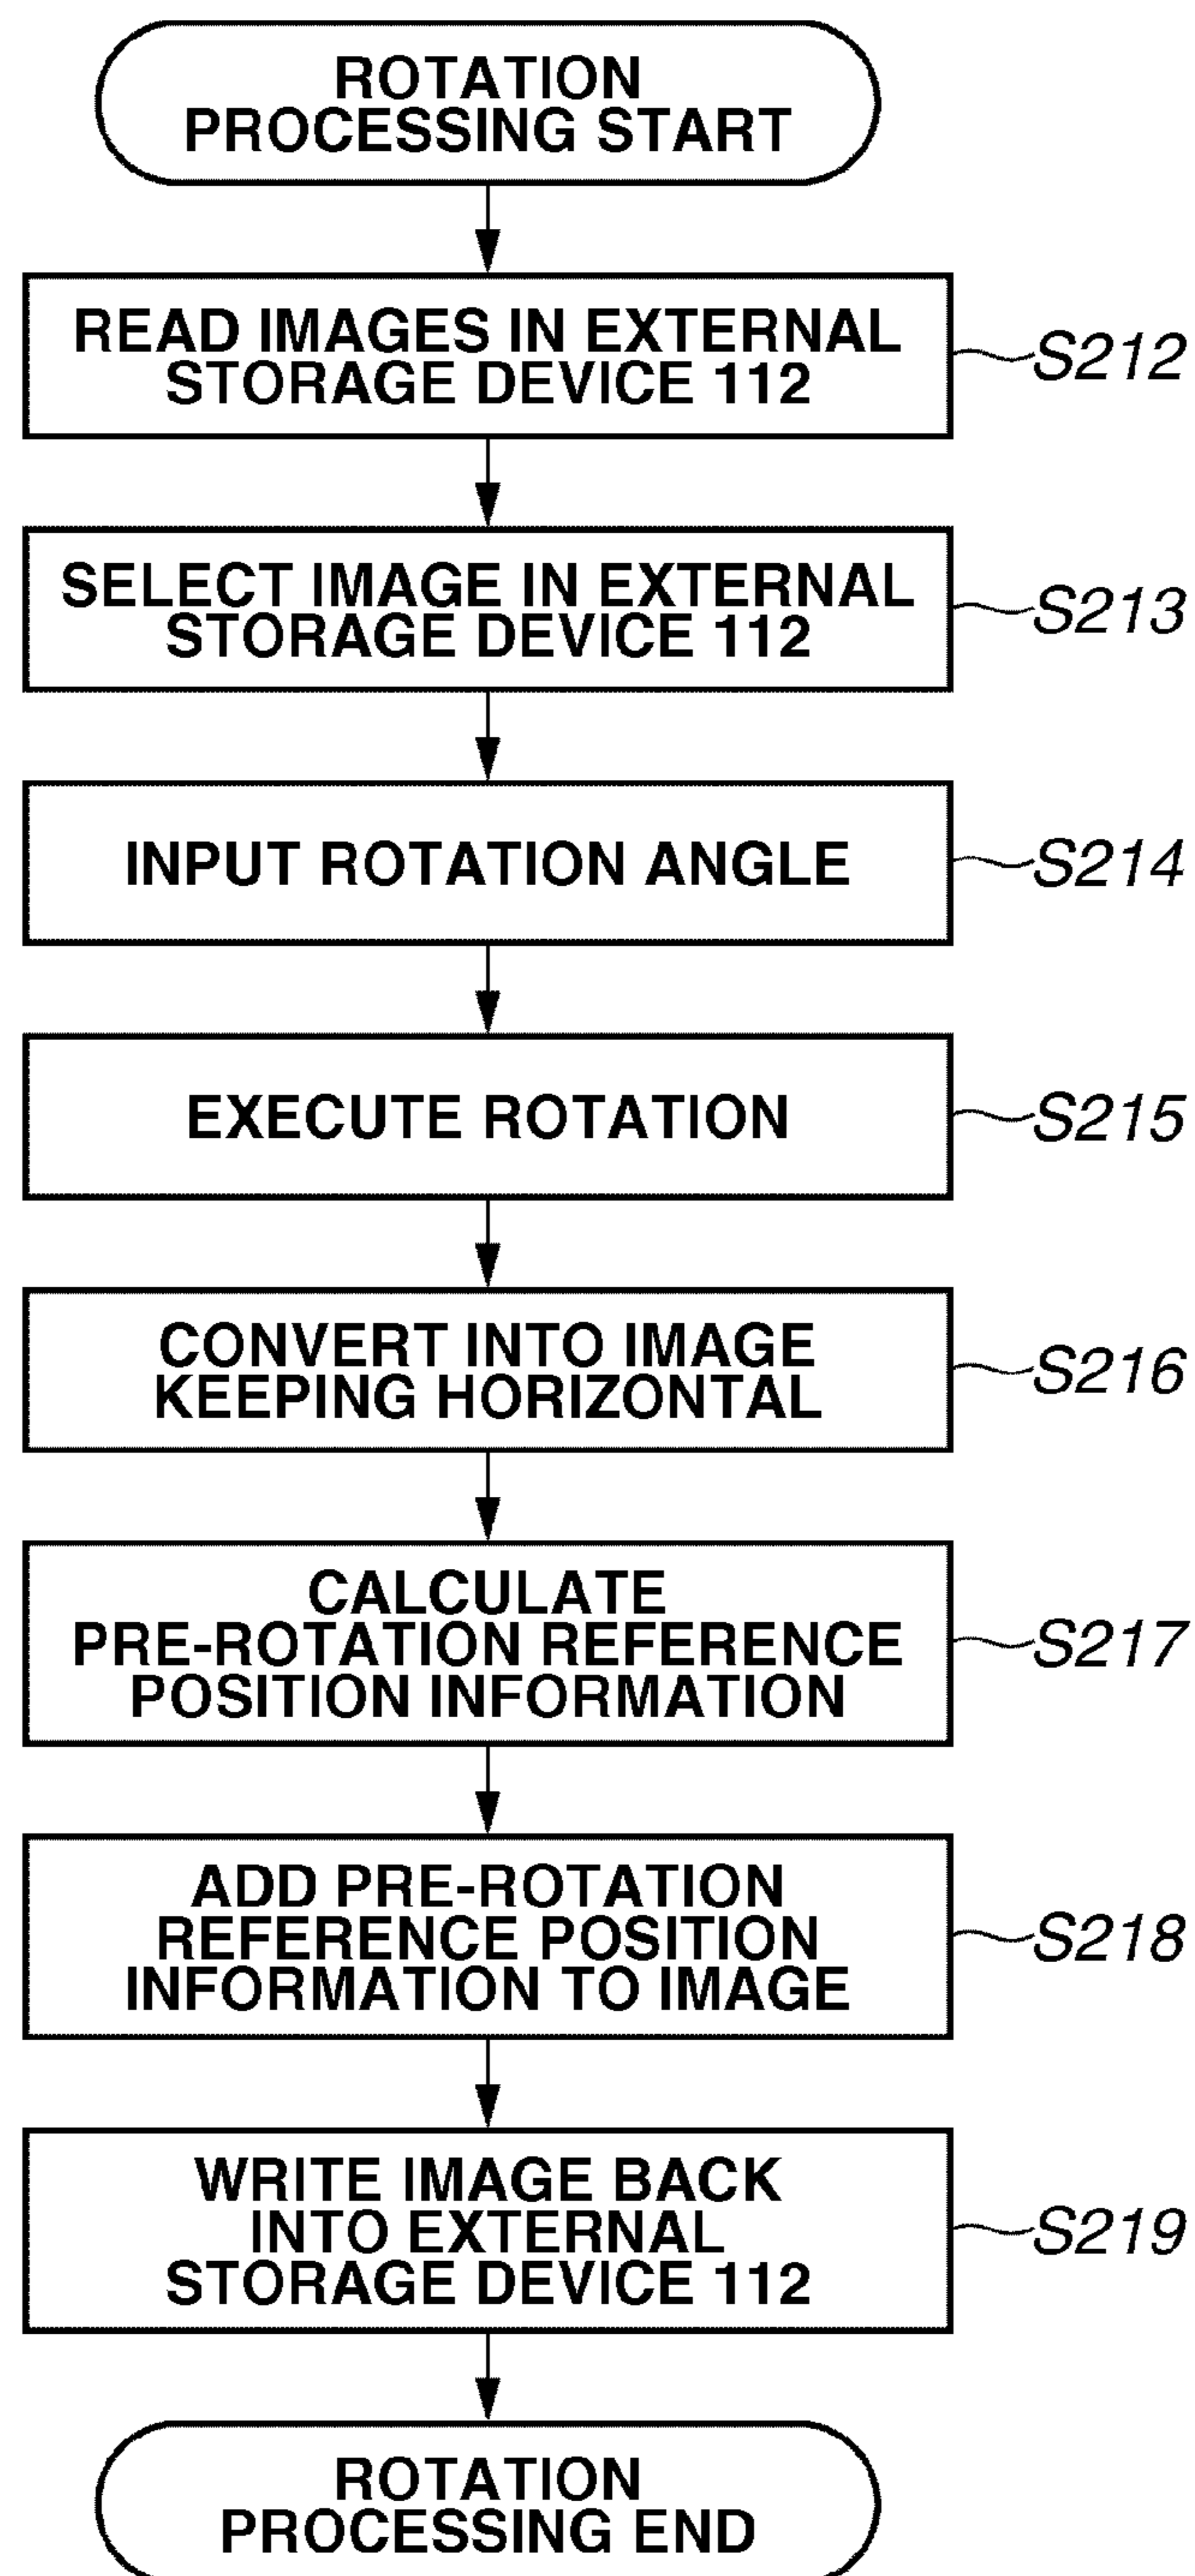 ROTATION
PROCESSING START
READ IMAGES IN EXTERNAL
STORAGE DEVICE 112
S212
SELECT IMAGE IN EXTERNAL
STORAGE DEVICE 112
S213
INPUT ROTATION ANGLE
S214
EXECUTE ROTATION
S215
CONVERT INTO IMAGE
KEEPING HORIZONTAL
S216
CALCULATE
PRE-ROTATION REFERENCE
POSITION INFORMATION
S217
ADD PRE-ROTATION
REFERENCE POSITION
INFORMATION TO IMAGE
S218
WRITE IMAGE BACK
INTO EXTERNAL
STORAGE DEVICE 112
S219
ROTATION
PROCESSING END